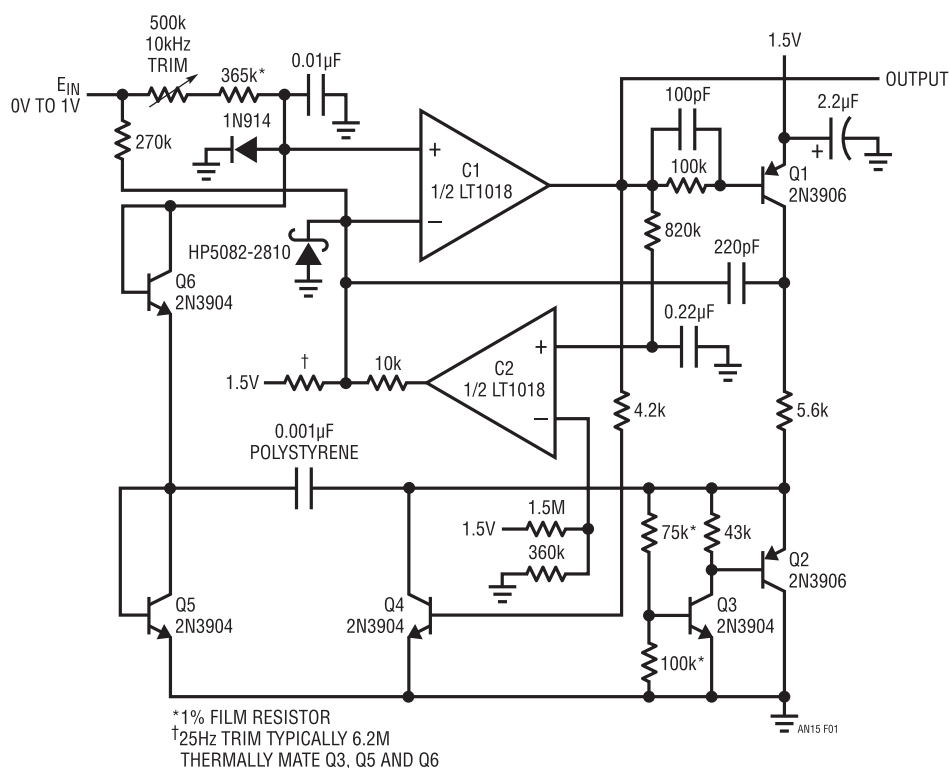 500k
10kHz
TRIM
365k*
0.01µF
1.5V
OUTPUT
EIN
0V TO 1V
270k
1N914
100pF
2.2µF
+
+
C1
1/2 LT1018
–
100k
Q1
2N3906
HP5082-2810
820k
220pF
Q6
2N3904
0.22µF
†
1.5V
10k
C2
1/2 LT1018
+
–
4.2k
5.6k
0.001µF
POLYSTYRENE
1.5M
1.5V
360k
75k*
43k
Q2
2N3906
Q5
2N3904
Q4
2N3904
Q3
2N3904
100k*
*1% FILM RESISTOR
†25Hz TRIM TYPICALLY 6.2M
THERMALLY MATE Q3, Q5 AND Q6
AN15 F01